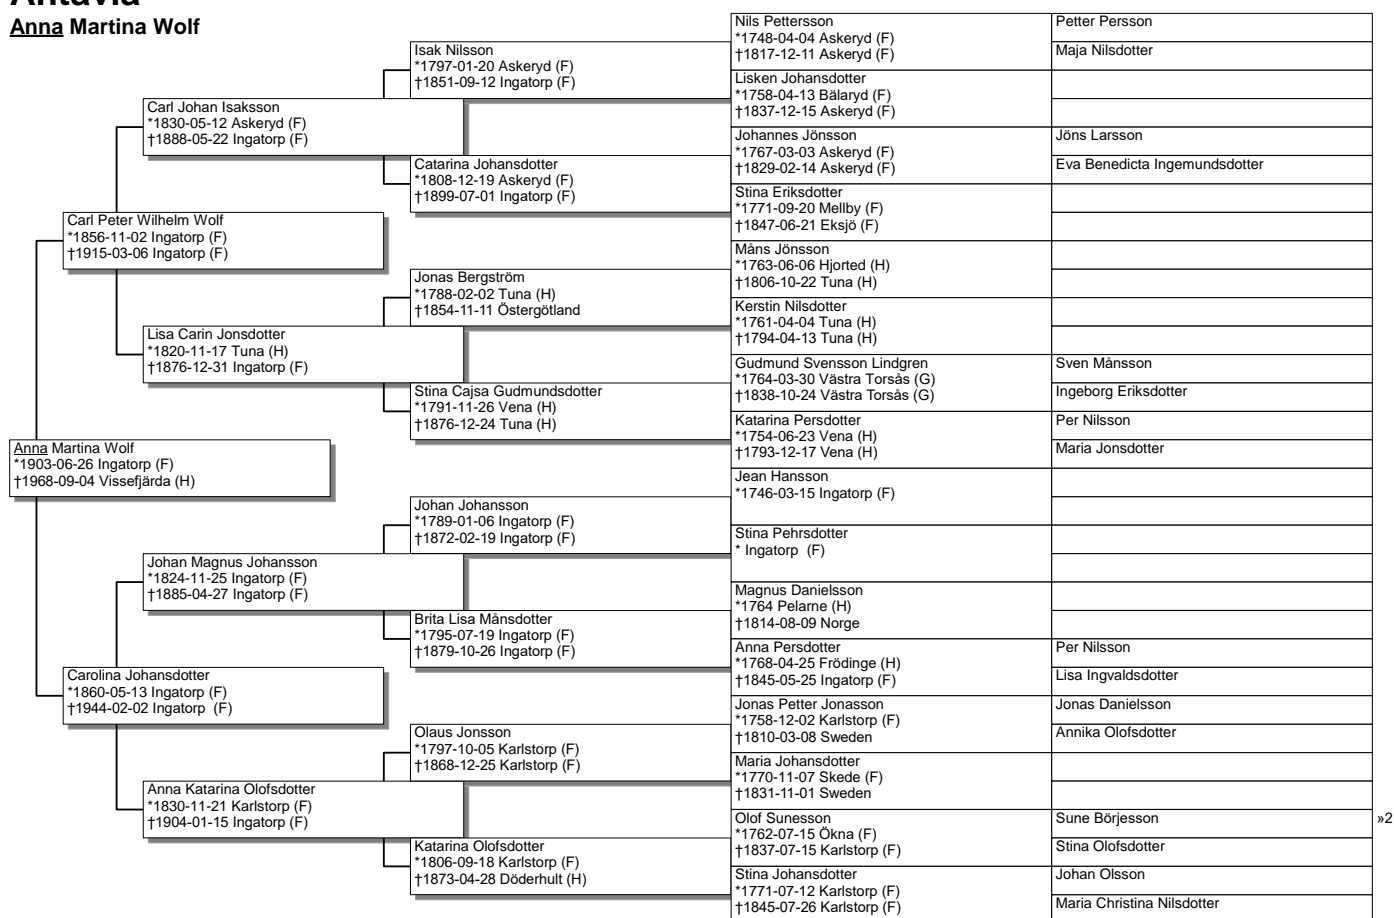 Anna Martina Wolf
Nils Pettersson
*1748-04-04 Askeryd (F)
†1817-12-11 Askeryd (F)
Petter Persson
Maja Nilsdotter
Isak Nilsson
*1797-01-20 Askeryd (F)
†1851-09-12 Ingatorp (F)
Lisken Johansdotter
*1758-04-13 Bälaryd (F)
†1837-12-15 Askeryd (F)
Carl Johan Isaksson
*1830-05-12 Askeryd (F)
†1888-05-22 Ingatorp (F)
Johannes Jönsson
*1767-03-03 Askeryd (F)
†1829-02-14 Askeryd (F)
Jöns Larsson
Eva Benedicta Ingemundsdotter
Catarina Johansdotter
*1808-12-19 Askeryd (F)
†1899-07-01 Ingatorp (F)
Stina Eriksdotter
*1771-09-20 Mellby (F)
†1847-06-21 Eksjö (F)
Carl Peter Wilhelm Wolf
*1856-11-02 Ingatorp (F)
†1915-03-06 Ingatorp (F)
Måns Jönsson
*1763-06-06 Hjorted (H)
†1806-10-22 Tuna (H)
Jonas Bergström
*1788-02-02 Tuna (H)
†1854-11-11 Östergötland
Kerstin Nilsdotter
*1761-04-04 Tuna (H)
†1794-04-13 Tuna (H)
Lisa Carin Jonsdotter
*1820-11-17 Tuna (H)
†1876-12-31 Ingatorp (F)
Gudmund Svensson Lindgren
*1764-03-30 Västra Torsås (G)
†1838-10-24 Västra Torsås (G)
Sven Månsson
Ingeborg Eriksdotter
Stina Cajsa Gudmundsdotter
*1791-11-26 Vena (H)
†1876-12-24 Tuna (H)
Katarina Persdotter
*1754-06-23 Vena (H)
†1793-12-17 Vena (H)
Per Nilsson
Maria Jonsdotter
Anna Martina Wolf
*1903-06-26 Ingatorp (F)
†1968-09-04 Vissefjärda (H)
Jean Hansson
*1746-03-15 Ingatorp (F)
Johan Johansson
*1789-01-06 Ingatorp (F)
†1872-02-19 Ingatorp (F)
Stina Pehrsdotter
* Ingatorp (F)
Johan Magnus Johansson
*1824-11-25 Ingatorp (F)
†1885-04-27 Ingatorp (F)
Magnus Danielsson
*1764 Pelarne (H)
†1814-08-09 Norge
Brita Lisa Månsdotter
*1795-07-19 Ingatorp (F)
†1879-10-26 Ingatorp (F)
Anna Persdotter
*1768-04-25 Frödinge (H)
†1845-05-25 Ingatorp (F)
Per Nilsson
Lisa Ingvaldsdotter
Carolina Johansdotter
*1860-05-13 Ingatorp (F)
†1944-02-02 Ingatorp (F)
Jonas Petter Jonasson
*1758-12-02 Karlstorp (F)
†1810-03-08 Sweden
Jonas Danielsson
Annika Olofsdotter
Olaus Jonsson
*1797-10-05 Karlstorp (F)
†1868-12-25 Karlstorp (F)
Maria Johansdotter
*1770-11-07 Skede (F)
†1831-11-01 Sweden
Anna Katarina Olofsdotter
*1830-11-21 Karlstorp (F)
†1904-01-15 Ingatorp (F)
Olof Sunesson
*1762-07-15 Ökna (F)
†1837-07-15 Karlstorp (F)
Sune Börjesson
»2
Stina Olofsdotter
Katarina Olofsdotter
*1806-09-18 Karlstorp (F)
†1873-04-28 Döderhult (H)
Stina Johansdotter
*1771-07-12 Karlstorp (F)
†1845-07-26 Karlstorp (F)
Johan Olsson
Maria Christina Nilsdotter